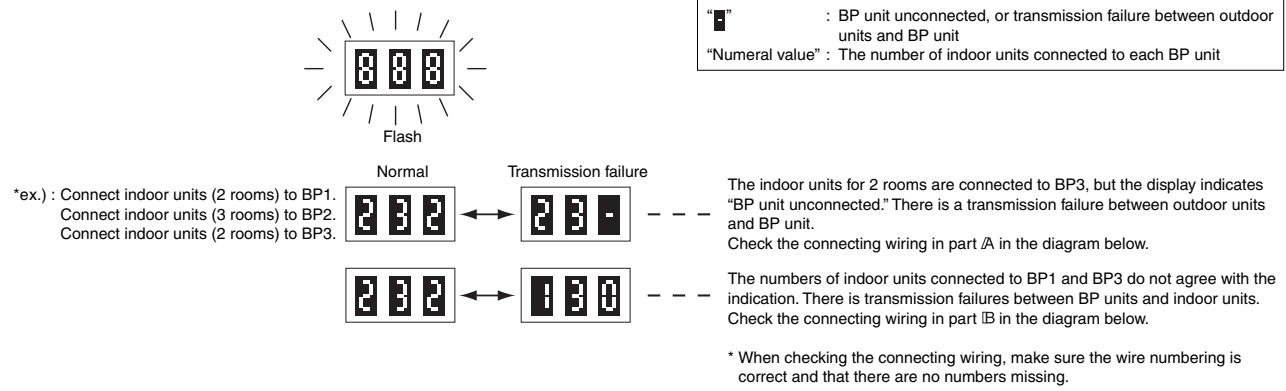 “-” : BP unit unconnected, or transmission failure between outdoor
units and BP unit
“Numeral value” : The number of indoor units connected to each BP unit
888
Flash
Normal Transmission failure
*ex.) : Connect indoor units (2 rooms) to BP1.
Connect indoor units (3 rooms) to BP2.
Connect indoor units (2 rooms) to BP3.
232 23-
The indoor units for 2 rooms are connected to BP3, but the display indicates
“BP unit unconnected.” There is a transmission failure between outdoor units
and BP unit.
Check the connecting wiring in part A in the diagram below.
232 130
The numbers of indoor units connected to BP1 and BP3 do not agree with the
indication. There is transmission failures between BP units and indoor units.
Check the connecting wiring in part B in the diagram below.
* When checking the connecting wiring, make sure the wire numbering is
correct and that there are no numbers missing.